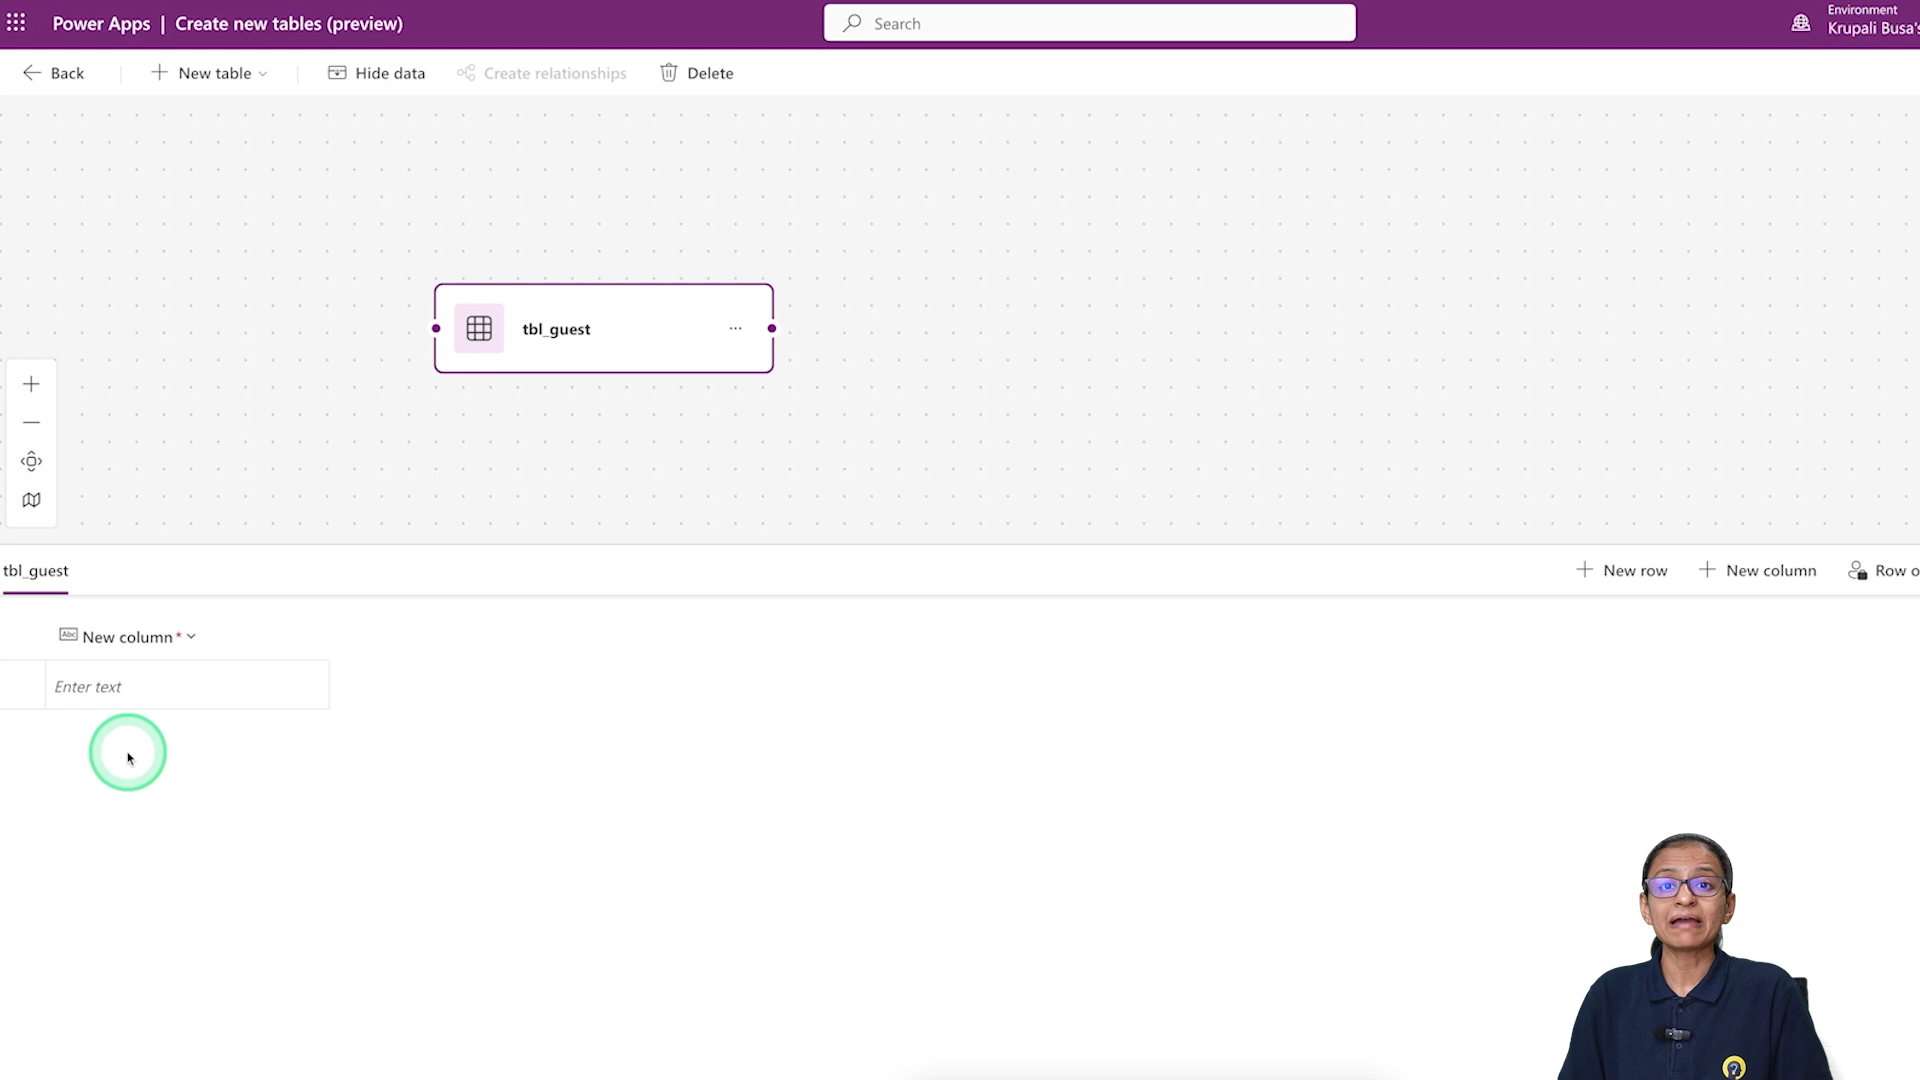 Power Apps | Create new tables (preview)
Search
Environment
Krupali Busa's
Back
New table
Hide data
Create relationships
Delete
tbl_guest
tbl_guest
New row
New column
Row o
Abc New column *
Enter text